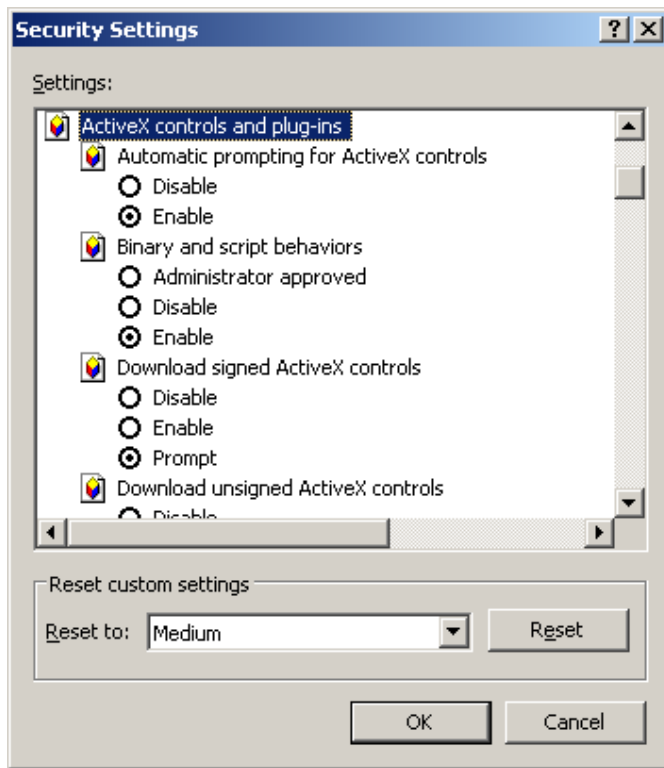 Security Settings
Settings:
ActiveX controls and plug-ins
Automatic prompting for ActiveX controls
Disable
Enable
Binary and script behaviors
Administrator approved
Disable
Enable
Download signed ActiveX controls
Disable
Enable
Prompt
Download unsigned ActiveX controls
Disable
Reset custom settings
Reset to: Medium Reset
OK Cancel